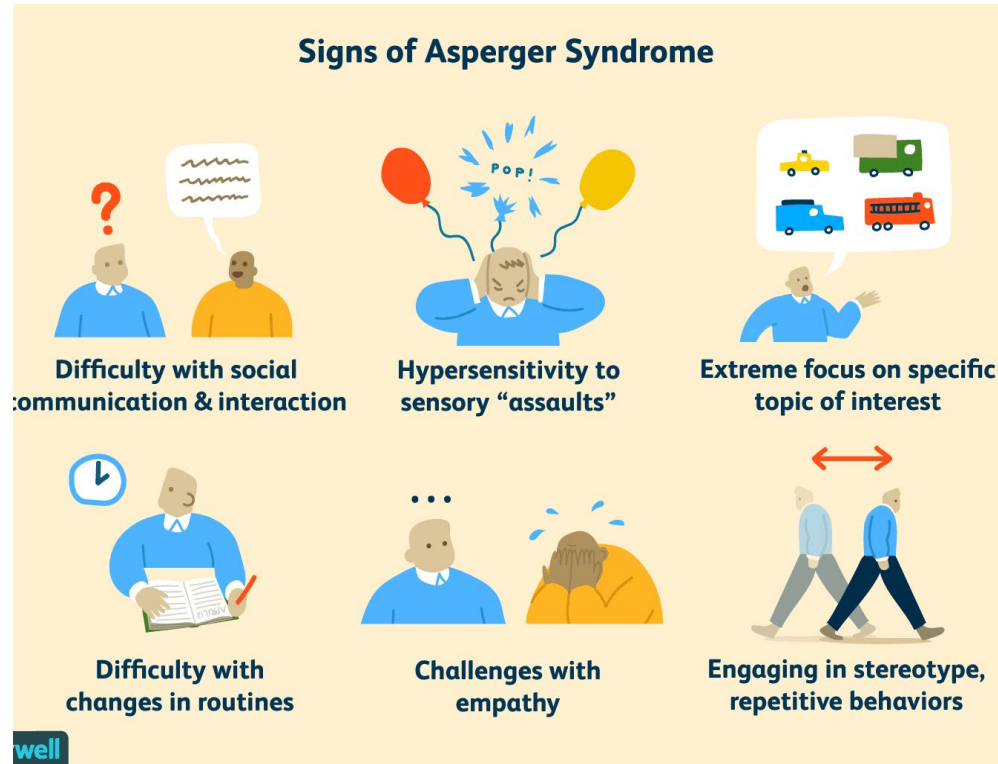 Signs of Asperger Syndrome
?
POP!
Difficulty with social
communication & interaction
Hypersensitivity to
sensory “assaults”
Extreme focus on specific
topic of interest
...
Difficulty with
changes in routines
Challenges with
empathy
Engaging in stereotype,
repetitive behaviors
well